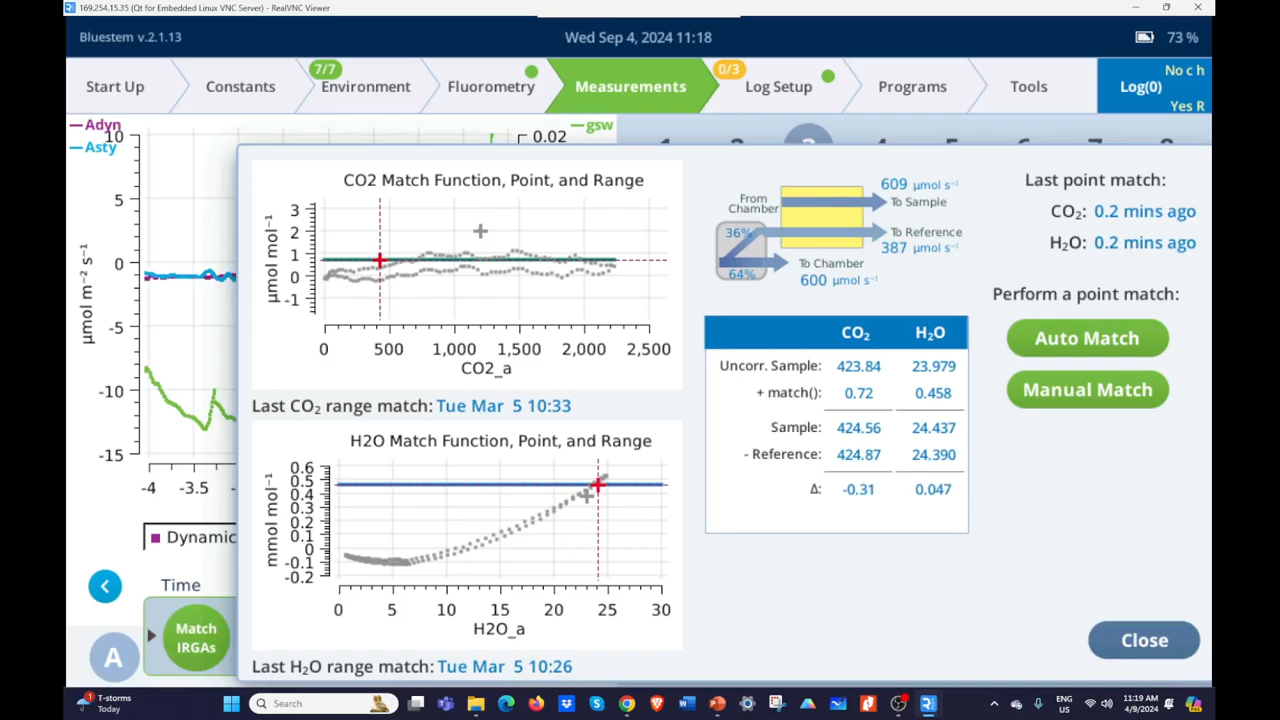 169.254.15.35 (Qt for Embedded Linux VNC Server) - RealVNC Viewer
Bluestem v.2.1.13
Wed Sep 4, 2024 11:18
73 %
Start Up
Constants
7/7
Environment
Fluorometry
Measurements
0/3
Log Setup
Programs
Tools
Log(0)
No c h
Yes R
Adyn
Asty
10
5
0
-5
-10
-15
µmol m⁻² s⁻¹
-4
-3.5
0.02
gsw
Dynamic
Time
Match
IRGAs
A
CO2 Match Function, Point, and Range
µmol mol⁻¹
3
2
1
0
-1
0
500
1,000
1,500
2,000
2,500
CO2_a
Last CO₂ range match: Tue Mar 5 10:33
H2O Match Function, Point, and Range
mmol mol⁻¹
0.6
0.5
0.4
0.3
0.2
0.1
0
-0.1
-0.2
0
5
10
15
20
25
30
H2O_a
Last H₂O range match: Tue Mar 5 10:26
From
Chamber
609 µmol s⁻¹
To Sample
36%
To Reference
387 µmol s⁻¹
64%
To Chamber
600 µmol s⁻¹
CO₂ H₂O
Uncorr. Sample: 423.84 23.979
+ match(): 0.72 0.458
Sample: 424.56 24.437
- Reference: 424.87 24.390
Δ: -0.31 0.047
Last point match:
CO₂: 0.2 mins ago
H₂O: 0.2 mins ago
Perform a point match:
Auto Match
Manual Match
Close
1
T-storms
Today
Search
ENG
US
11:19 AM
4/9/2024